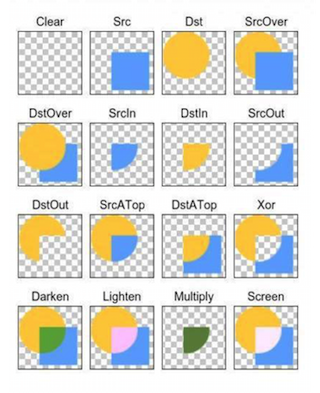 Clear Src Dst SrcOver
DstOver SrcIn DstIn SrcOut
DstOut SrcATop DstATop Xor
Darken Lighten Multiply Screen